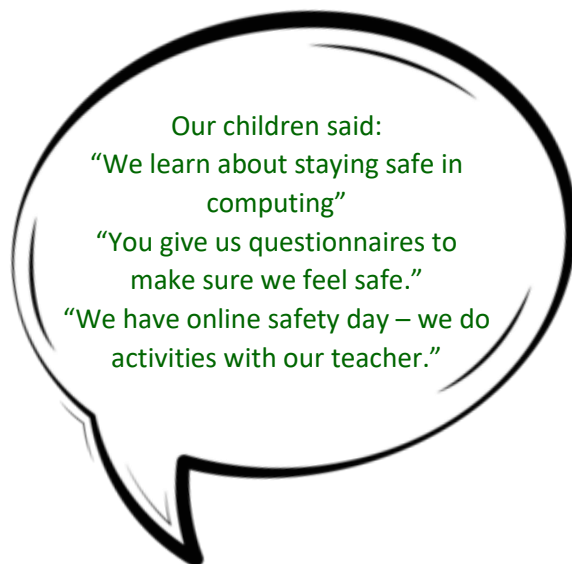 Our children said:
“We learn about staying safe in
computing”
“You give us questionnaires to
make sure we feel safe.”
“We have online safety day – we do
activities with our teacher.”